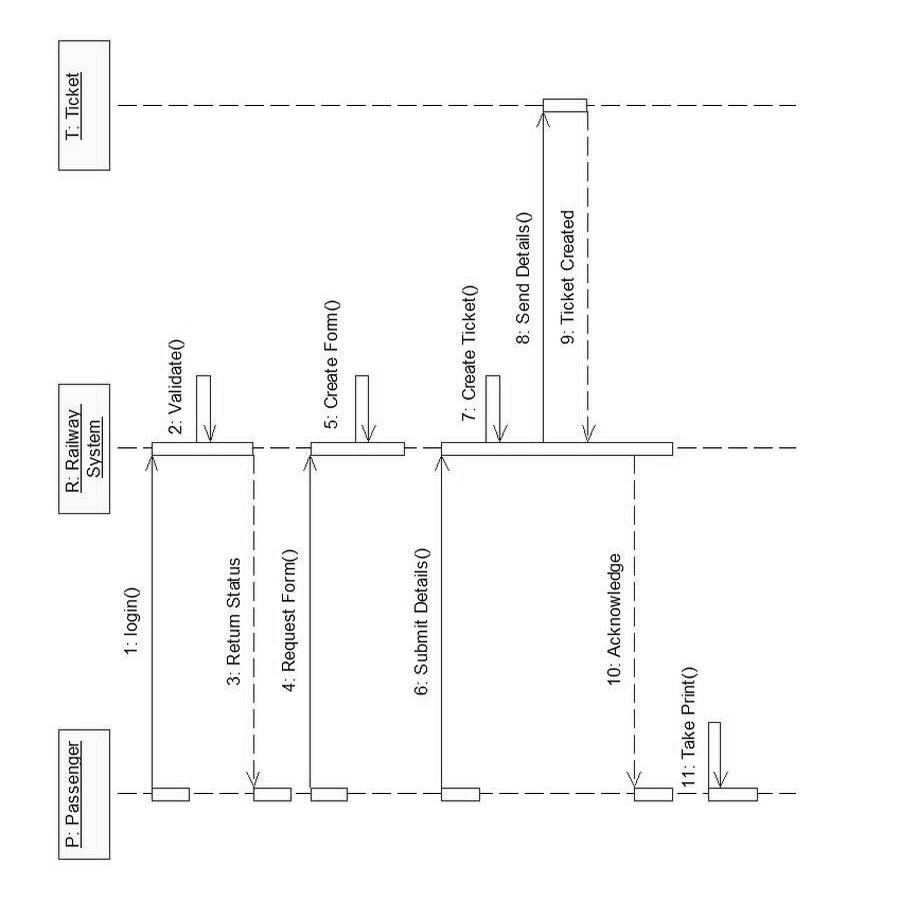 P: Passenger
R: Railway
System
T: Ticket
1: login()
2: Validate()
3: Return Status
4: Request Form()
5: Create Form()
6: Submit Details()
7: Create Ticket()
8: Send Details()
9: Ticket Created
10: Acknowledge
11: Take Print()